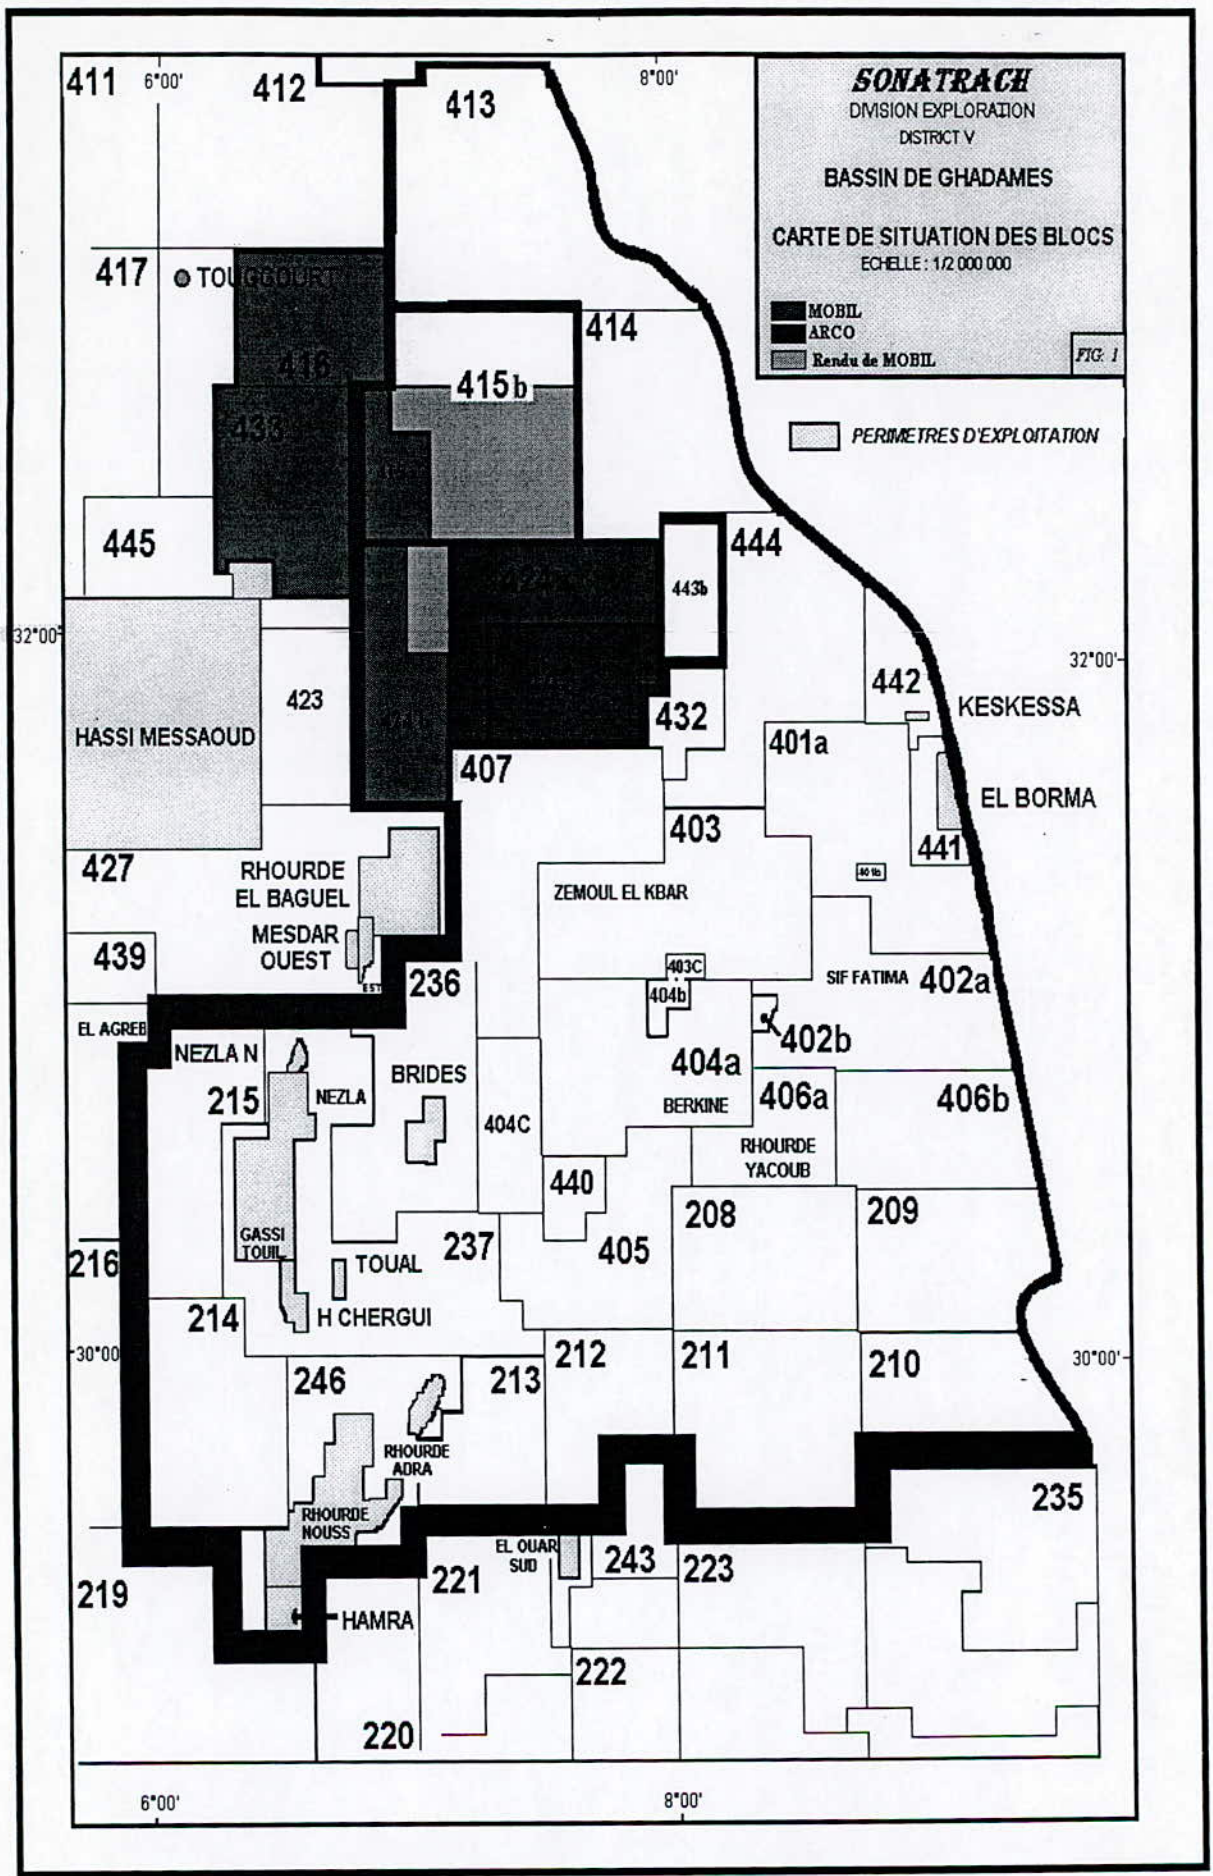 411
6°00'
412
413
8°00'
SONATRACH
DIVISION EXPLORATION
DISTRICT V
BASSIN DE GHADAMES
CARTE DE SITUATION DES BLOCS
ECHELLE : 1/2 000 000
MOBIL
ARCO
Rendu de MOBIL
FIG: 1
417
TOUGGOURT
414
416
415b
PERIMETRES D'EXPLOITATION
433
445
444
443b
32°00'
32°00'
423
442
KESKESSA
432
HASSI MESSAOUD
401a
407
EL BORMA
403
441
427
RHOURDE
EL BAGUEL
401b
ZEMOUL EL KBAR
MESDAR
OUEST
EST
439
236
403C
SIF FATIMA
402a
404b
EL AGREB
402b
NEZLA N
404a
BRIDES
215
NEZLA
406a
406b
BERKINE
404C
RHOURDE
YACOUB
440
208
209
GASSI
TOUIL
237
405
216
TOUAL
214
H CHERGUI
30°00'
30°00'
212
211
210
246
213
RHOURDE
ADRA
235
RHOURDE
NOUSS
EL OUAR
SUD
243
223
221
219
HAMRA
222
220
6°00'
8°00'